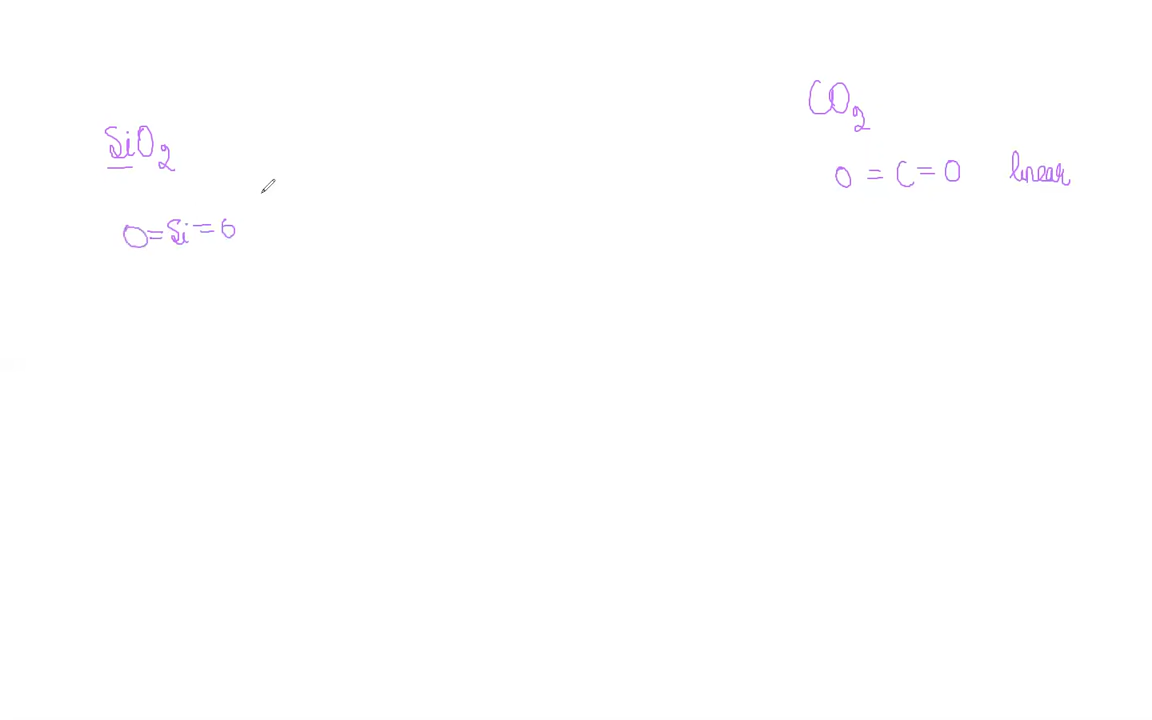 SiO₂
O=Si=O
CO₂
O=C=O linear